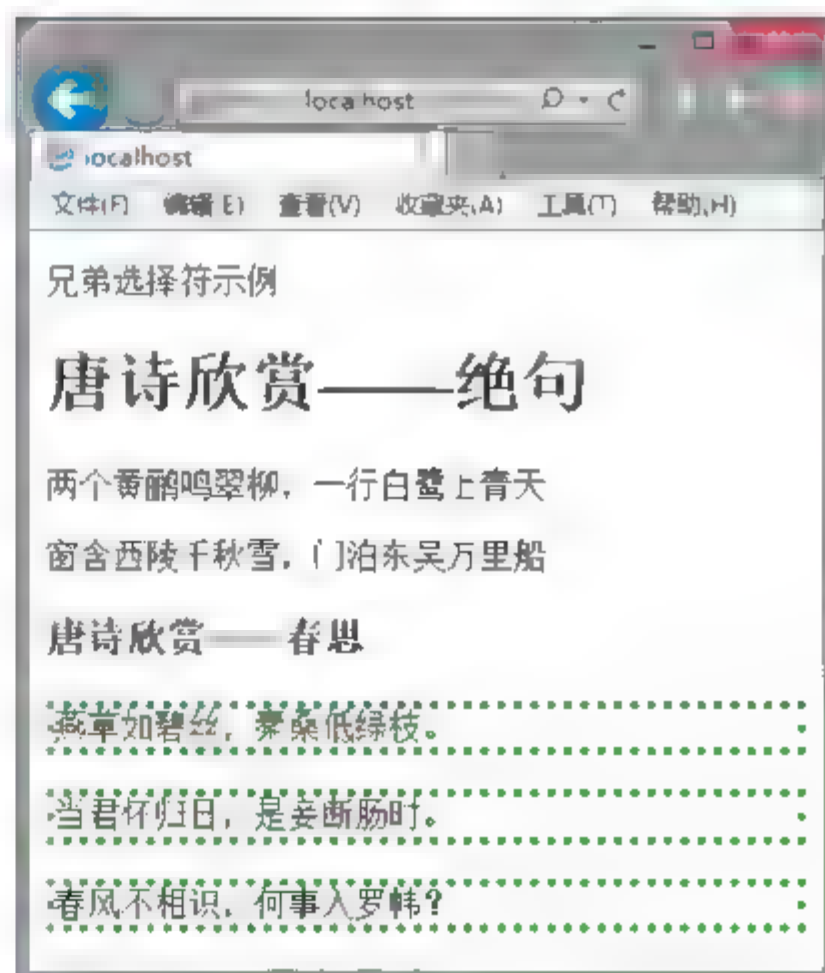 localhost
localhost
文件(F) 编辑(E) 查看(V) 收藏夹(A) 工具(T) 帮助(H)
兄弟选择符示例
唐诗欣赏——绝句
两个黄鹂鸣翠柳，一行白鹭上青天
窗含西陵千秋雪，门泊东吴万里船
唐诗欣赏——春思
燕草如碧丝，秦桑低绿枝。
当君怀归日，是妾断肠时。
春风不相识，何事入罗帏？